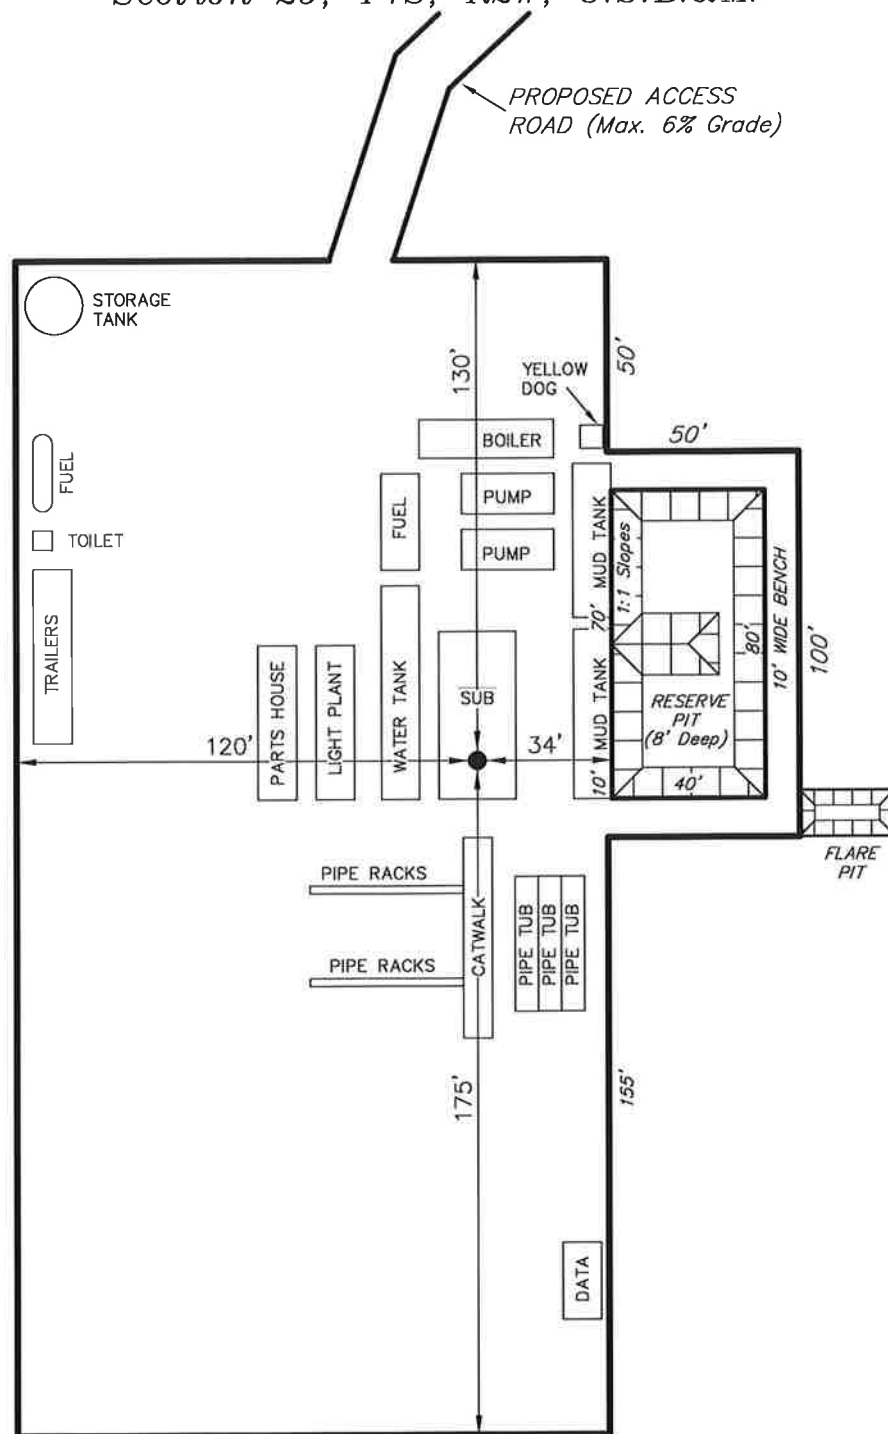 PROPOSED ACCESS
ROAD (Max. 6% Grade)
STORAGE
TANK
130'
YELLOW
DOG
50'
50'
BOILER
FUEL
FUEL
PUMP
MUD TANK
1:1 Slopes
TOILET
PUMP
70'
TRAILERS
PARTS HOUSE
LIGHT PLANT
WATER TANK
SUB
MUD TANK
80'
10' WIDE BENCH
100'
RESERVE
PIT
(8' Deep)
120'
34'
10'
40'
FLARE
PIT
PIPE RACKS
PIPE RACKS
CATWALK
PIPE TUB
PIPE TUB
PIPE TUB
175'
155'
DATA